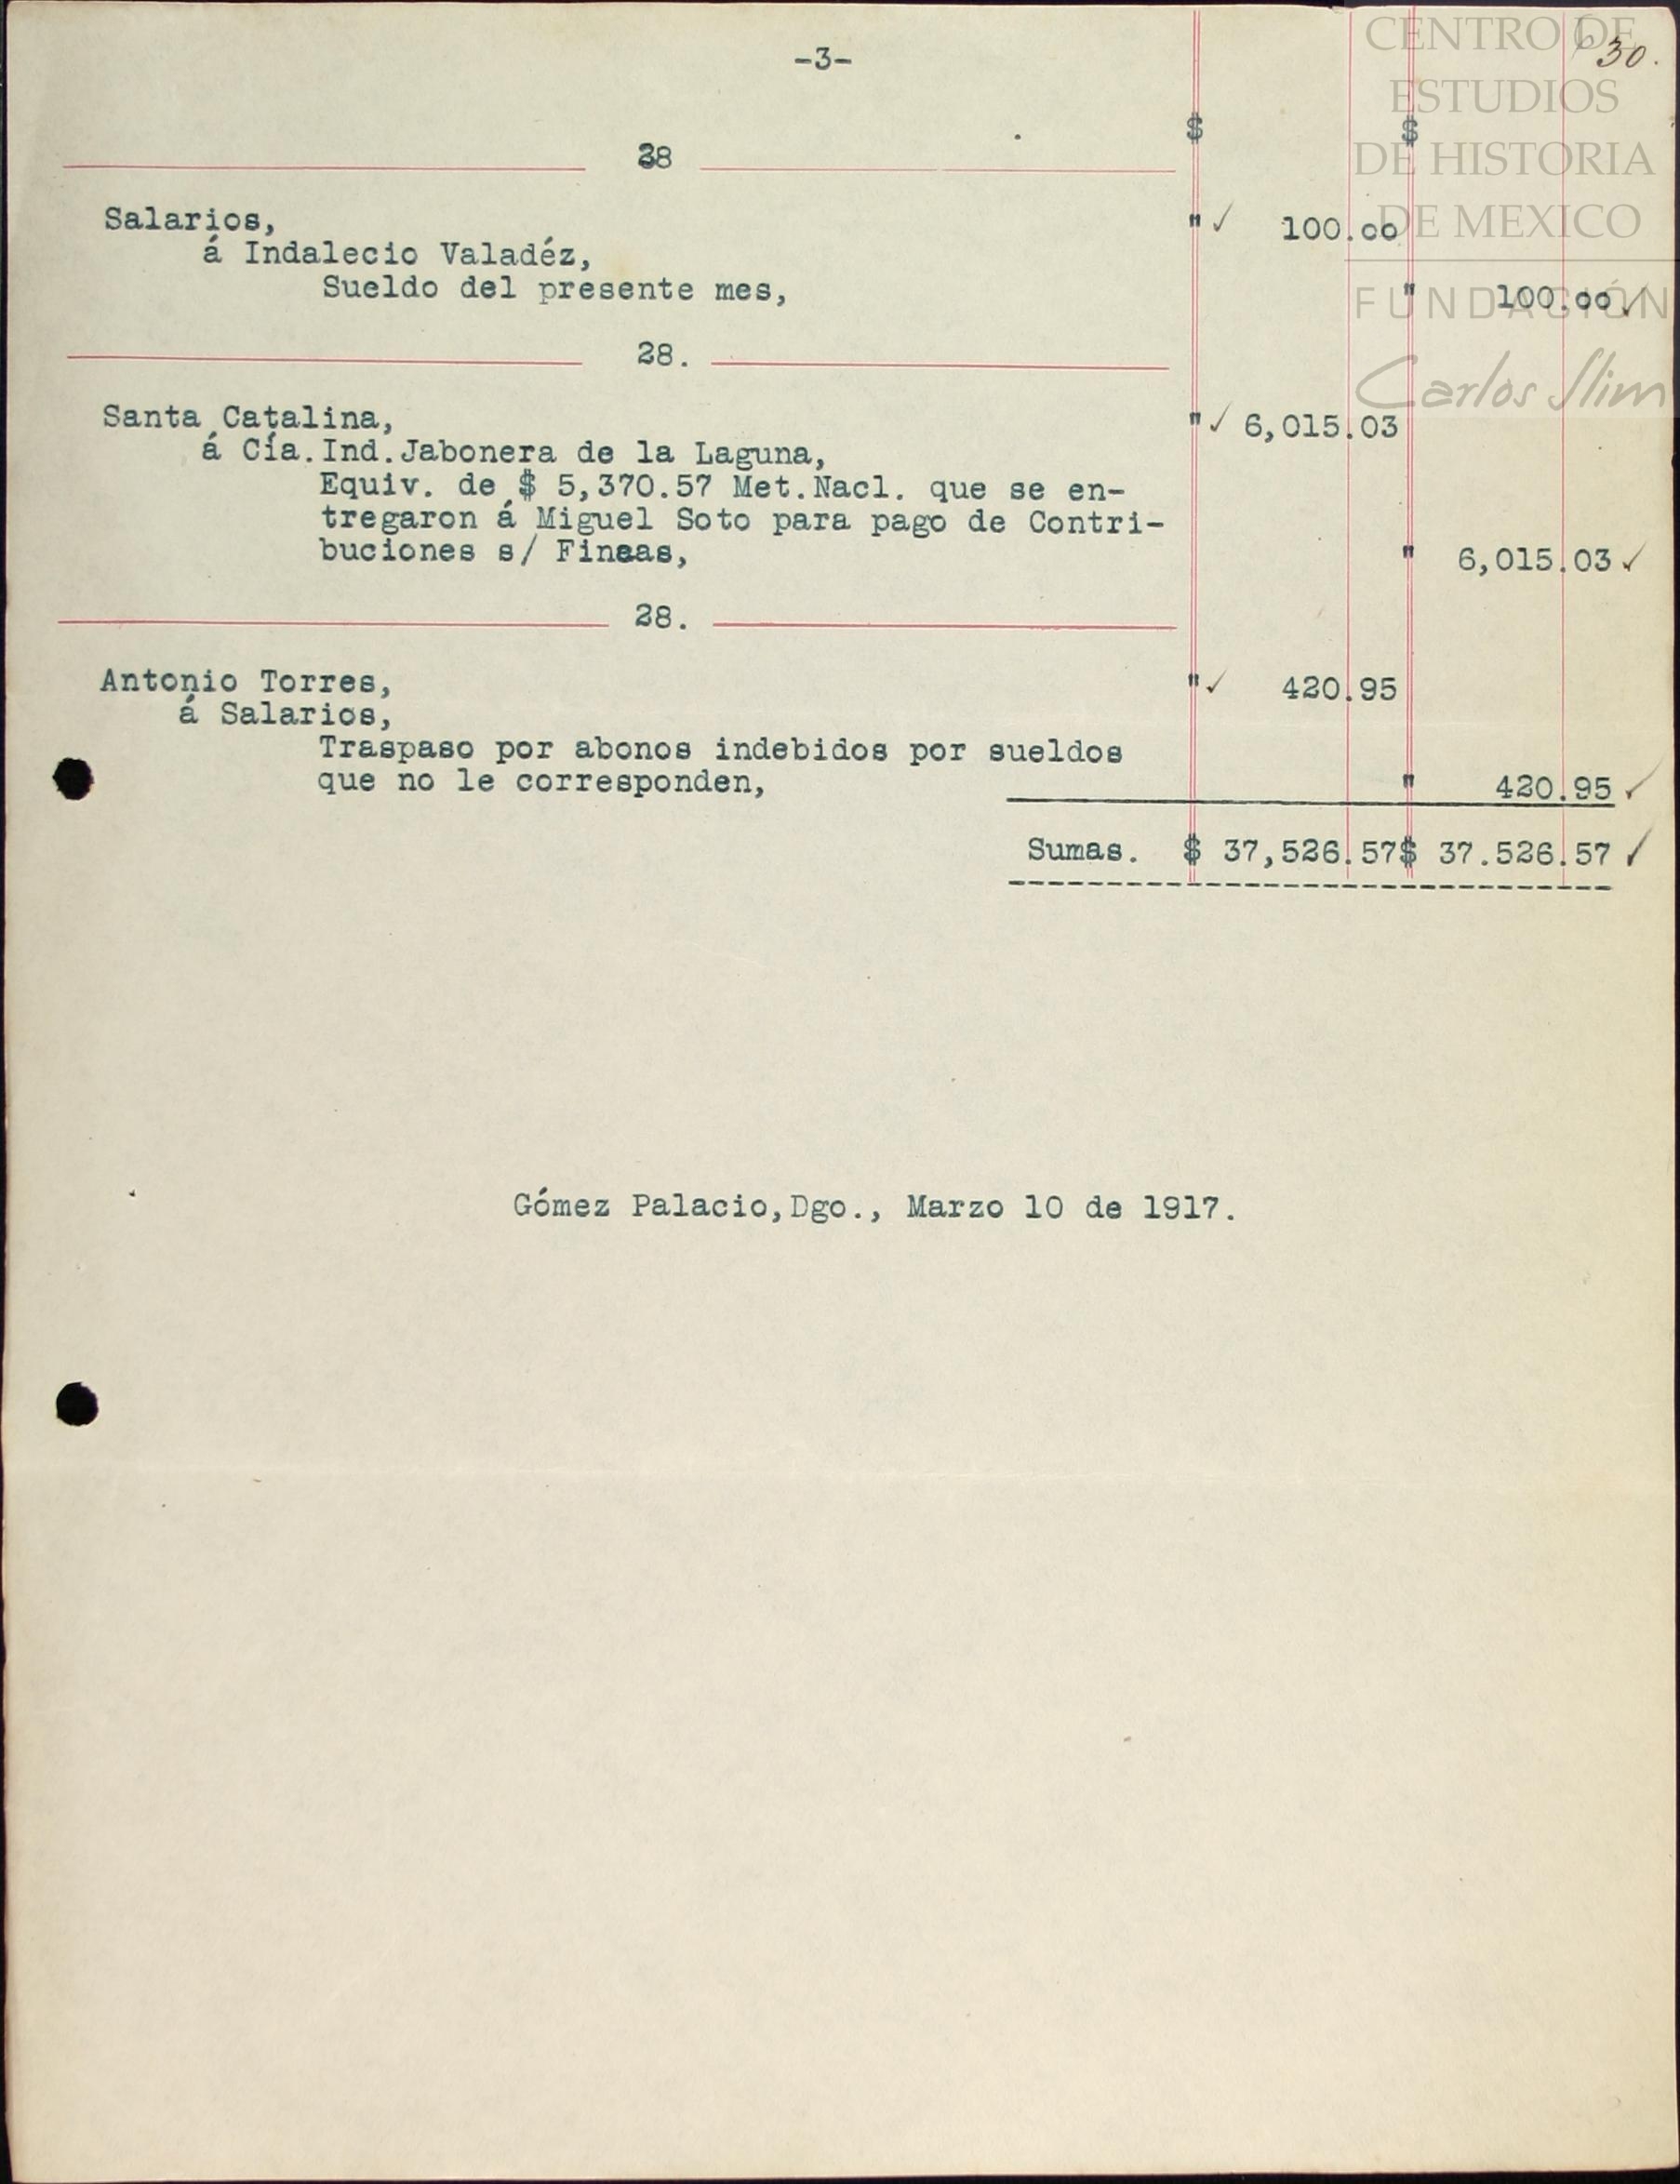 -3-
630.
$ $
28
Salarios, " ✓ 100.oo
á Indalecio Valadéz,
Sueldo del presente mes, " 100.oo ✓
28.
Santa Catalina, " ✓ 6,015.03
á Cía.Ind.Jabonera de la Laguna,
Equiv. de $ 5,370.57 Met.Nacl. que se en-
tregaron á Miguel Soto para pago de Contri-
buciones s/ Fincas, " 6,015.03 ✓
28.
Antonio Torres, " ✓ 420.95
á Salarios,
Traspaso por abonos indebidos por sueldos
que no le corresponden, " 420.95 ✓
Sumas. $ 37,526.57$ 37.526.57 ✓
Gómez Palacio,Dgo., Marzo 10 de 1917.
CENTRO DE
ESTUDIOS
DE HISTORIA
DE MEXICO
FUNDACIÓN
Carlos Slim